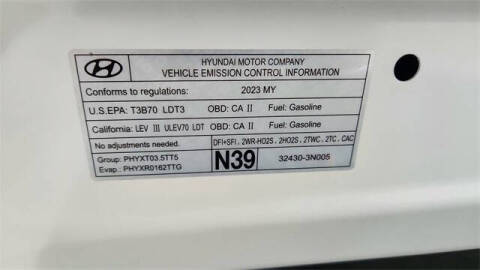 HYUNDAI MOTOR COMPANY
VEHICLE EMISSION CONTROL INFORMATION
Conforms to regulations: 2023 MY
U.S.EPA: T3B70 LDT3 OBD: CA II Fuel: Gasoline
California: LEV III ULEV70 LDT OBD: CA II Fuel: Gasoline
No adjustments needed. DFI+SFI, 2WR-HO2S, 2HO2S, 2TWC, 2TC, CAC
Group: PHYXT03.5TT5
Evap.: PHYXR0162TTG
N39 32430-3N005